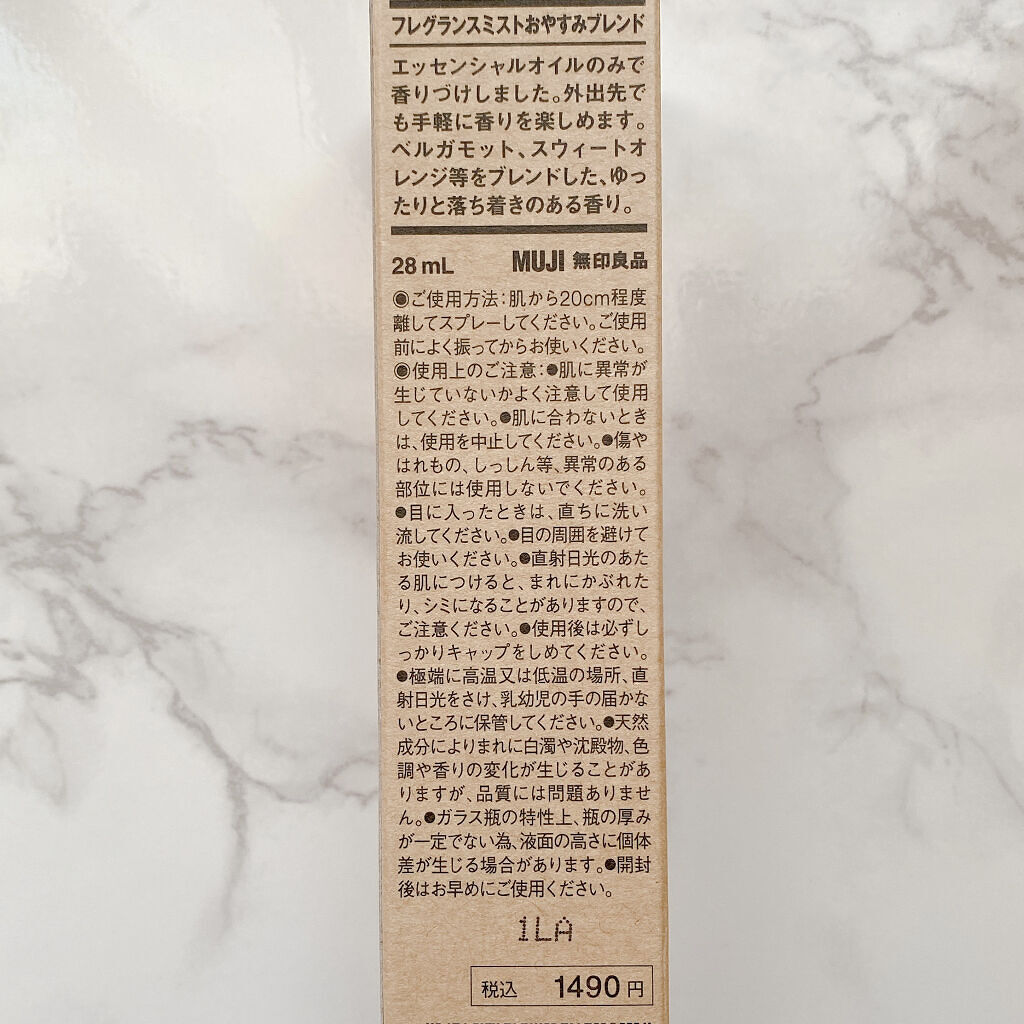 フレグランスミストおやすみブレンド
エッセンシャルオイルのみで
香りづけしました。外出先で
も手軽に香りを楽しめます。
ベルガモット、スウィートオ
レンジ等をブレンドした、ゆっ
たりと落ち着きのある香り。
28mL MUJI 無印良品
◉ご使用方法:肌から20cm程度
離してスプレーしてください。ご使用
前によく振ってからお使いください。
◉使用上のご注意:●肌に異常が
生じていないかよく注意して使用
してください。●肌に合わないとき
は、使用を中止してください。●傷や
はれもの、しっしん等、異常のある
部位には使用しないでください。
●目に入ったときは、直ちに洗い
流してください。●目の周囲を避けて
お使いください。●直射日光のあた
る肌につけると、まれにかぶれた
り、シミになることがありますので、
ご注意ください。●使用後は必ずし
っかりキャップをしめてください。
●極端に高温又は低温の場所、直
射日光をさけ、乳幼児の手の届かな
いところに保管してください。●天然
成分によりまれに白濁や沈殿物、色
調や香りの変化が生じることがあ
りますが、品質には問題ありませ
ん。●ガラス瓶の特性上、瓶の厚み
が一定でない為、液面の高さに個体
差が生じる場合があります。●開封
後はお早めにご使用ください。
1LA
税込 1490円